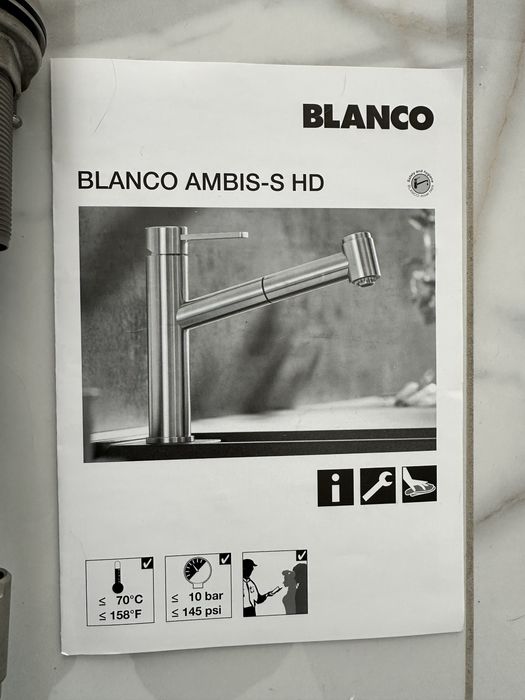 BLANCO
BLANCO AMBIS-S HD
i
≤ 70°C
≤ 158°F
≤ 10 bar
≤ 145 psi